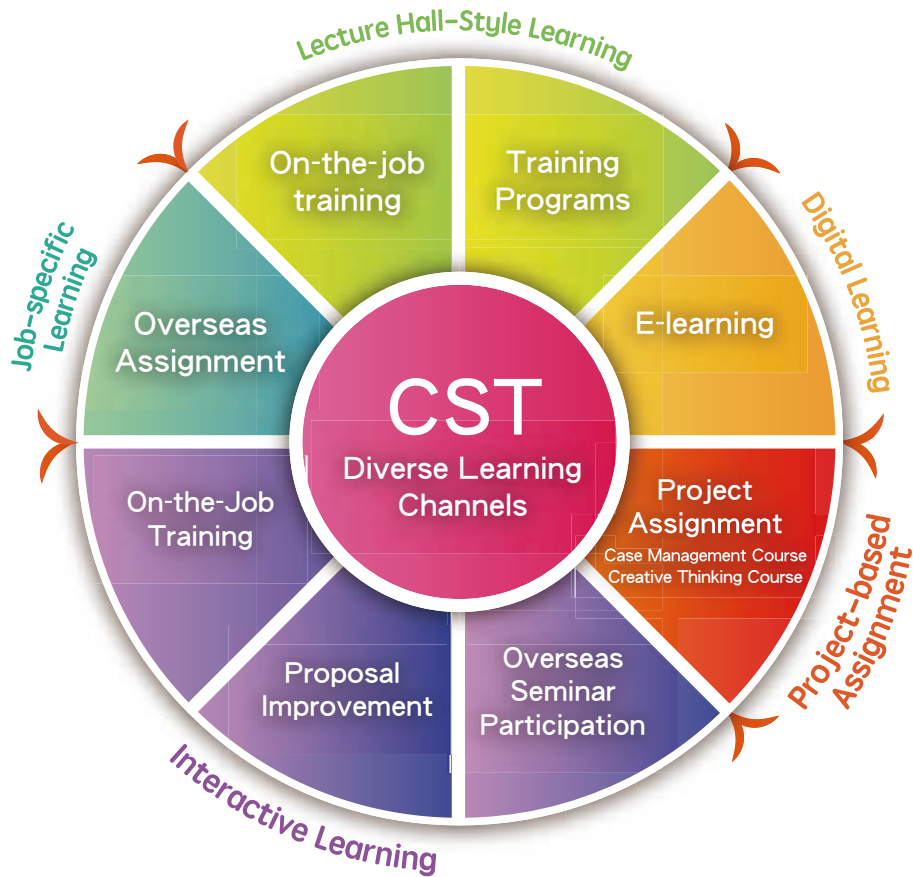 Lecture Hall-Style Learning
On-the-job
training
Training
Programs
Digital Learning
E-learning
Job-specific
Learning
Overseas
Assignment
CST
Diverse Learning
Channels
Project
Assignment
Case Management Course
Creative Thinking Course
Project-based
Assignment
On-the-Job
Training
Proposal
Improvement
Overseas
Seminar
Participation
Interactive Learning